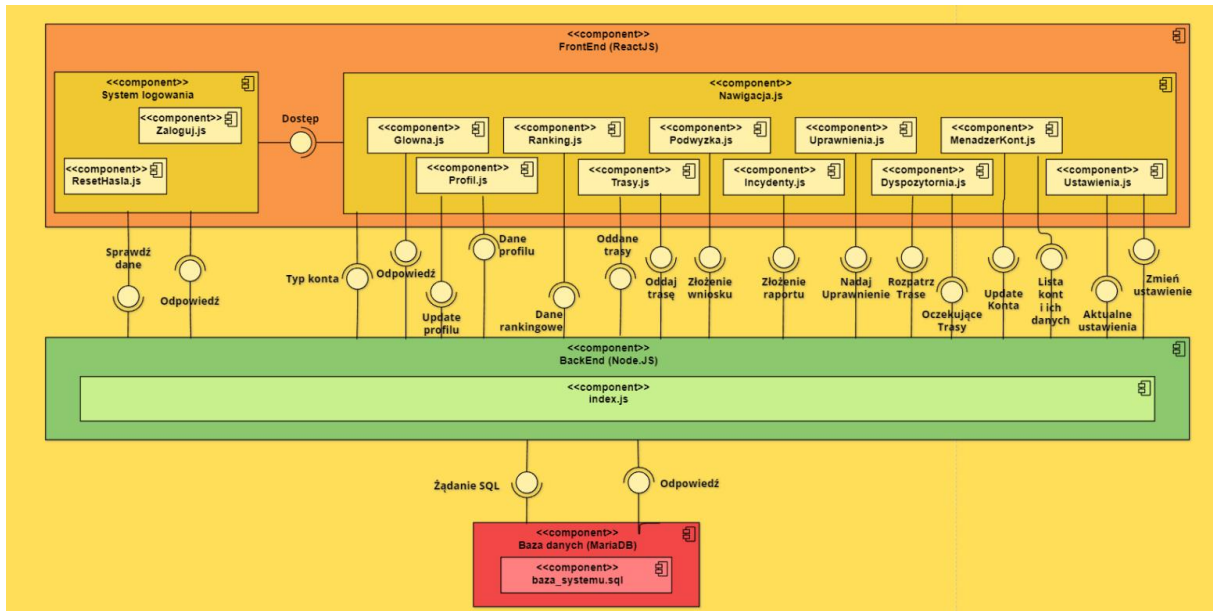 <<component>>
FrontEnd (ReactJS)
<<component>>
System logowania
<<component>>
Zaloguj.js
<<component>>
ResetHasla.js
Dostęp
<<component>>
Nawigacja.js
<<component>>
Glowna.js
<<component>>
Ranking.js
<<component>>
Podwyzka.js
<<component>>
Uprawnienia.js
<<component>>
MenadzerKont.js
<<component>>
Profil.js
<<component>>
Trasy.js
<<component>>
Incydenty.js
<<component>>
Dyspozytornia.js
<<component>>
Ustawienia.js
Sprawdź
dane
Odpowiedź
Typ konta
Odpowiedź
Update
profilu
Dane
profilu
Dane
rankingowe
Oddane
trasy
Oddaj
trasę
Złożenie
wniosku
Złożenie
raportu
Nadaj
Uprawnienie
Rozpatrz
Trase
Oczekujące
Trasy
Update
Konta
Lista
kont
i ich
danych
Aktualne
ustawienia
Zmień
ustawienie
<<component>>
BackEnd (Node.JS)
<<component>>
index.js
Żądanie SQL
Odpowiedź
<<component>>
Baza danych (MariaDB)
<<component>>
baza_systemu.sql